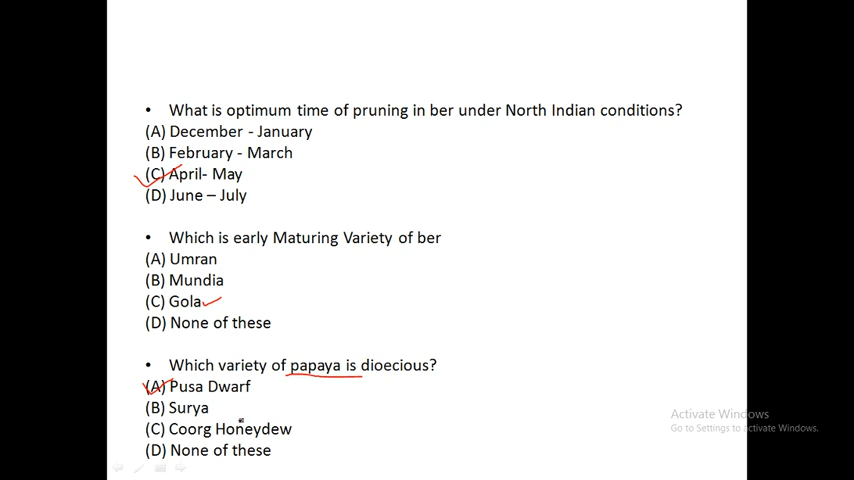 • What is optimum time of pruning in ber under North Indian conditions?
(A) December - January
(B) February - March
(C) April- May
(D) June – July
• Which is early Maturing Variety of ber
(A) Umran
(B) Mundia
(C) Gola
(D) None of these
• Which variety of papaya is dioecious?
(A) Pusa Dwarf
(B) Surya
(C) Coorg Honeydew
(D) None of these
Activate Windows
Go to Settings to activate Windows.